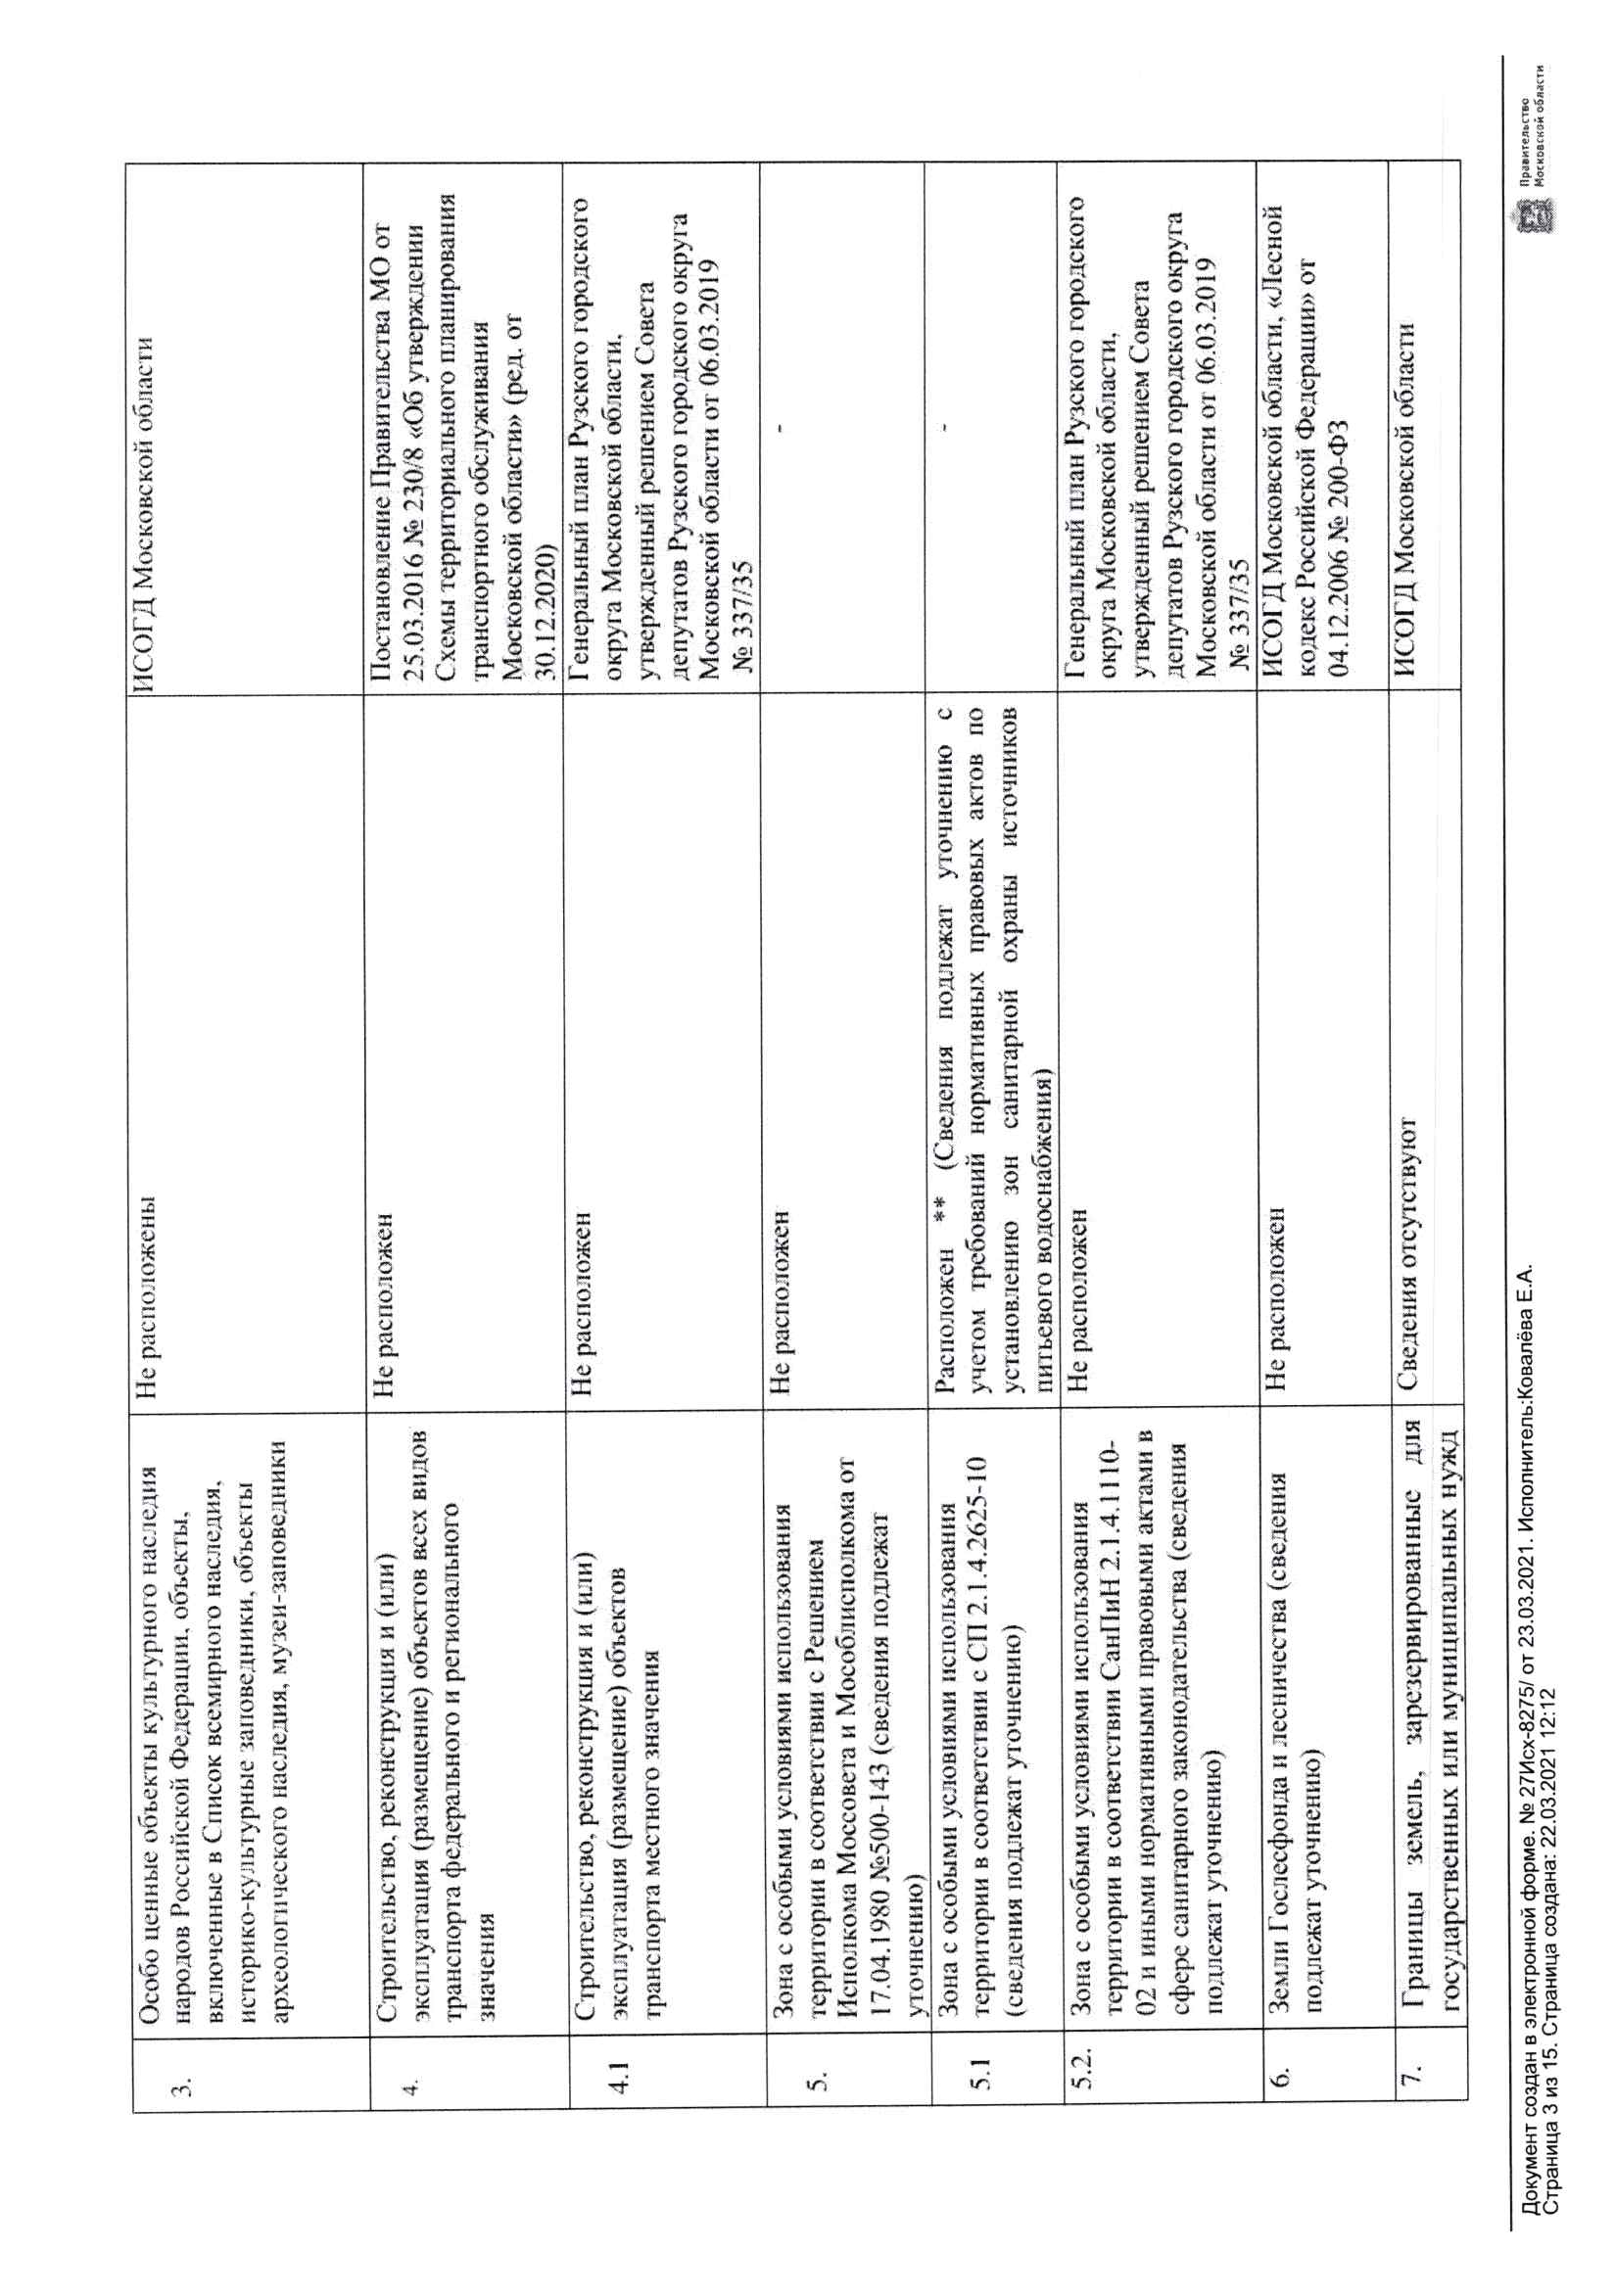 3.
Особо ценные объекты культурного наследия
народов Российской Федерации, объекты,
включенные в Список всемирного наследия,
историко-культурные заповедники, объекты
археологического наследия, музеи-заповедники
Не расположены
ИСОГД Московской области
4.
Строительство, реконструкция и (или)
эксплуатация (размещение) объектов всех видов
транспорта федерального и регионального
значения
Не расположен
Постановление Правительства МО от
25.03.2016 № 230/8 «Об утверждении
Схемы территориального планирования
транспортного обслуживания
Московской области» (ред. от
30.12.2020)
4.1
Строительство, реконструкция и (или)
эксплуатация (размещение) объектов
транспорта местного значения
Не расположен
Генеральный план Рузского городского
округа Московской области,
утвержденный решением Совета
депутатов Рузского городского округа
Московской области от 06.03.2019
№ 337/35
5.
Зона с особыми условиями использования
территории в соответствии с Решением
Исполкома Моссовета и Мособлисполкома от
17.04.1980 №500-143 (сведения подлежат
уточнению)
Не расположен
-
5.1
Зона с особыми условиями использования
территории в соответствии с СП 2.1.4.2625-10
(сведения подлежат уточнению)
Расположен ** (Сведения подлежат уточнению с
учетом требований нормативных правовых актов по
установлению зон санитарной охраны источников
питьевого водоснабжения)
-
5.2.
Зона с особыми условиями использования
территории в соответствии СанПиН 2.1.4.1110-
02 и иными нормативными правовыми актами в
сфере санитарного законодательства (сведения
подлежат уточнению)
Не расположен
Генеральный план Рузского городского
округа Московской области,
утвержденный решением Совета
депутатов Рузского городского округа
Московской области от 06.03.2019
№ 337/35
6.
Земли Гослесфонда и лесничества (сведения
подлежат уточнению)
Не расположен
ИСОГД Московской области, «Лесной
кодекс Российской Федерации» от
04.12.2006 № 200-ФЗ
7.
Границы земель, зарезервированные для
государственных или муниципальных нужд
Сведения отсутствуют
ИСОГД Московской области
Документ создан в электронной форме. № 27Исх-8275/ от 23.03.2021. Исполнитель:Ковалёва Е.А.
Страница 3 из 15. Страница создана: 22.03.2021 12:12
Правительство
Московской области